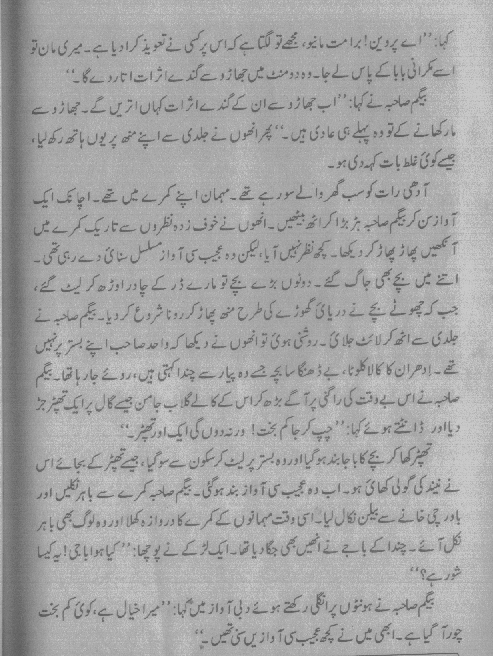 کہا: ’’اے پروین! برا مت مانیو، مجھے تو لگتا ہے کہ اس پر کسی نے تعویذ کرا دیا ہے۔ میری مان تو
اسے مکرانی بابا کے پاس لے جا۔ وہ دو منٹ میں جھاڑو سے گندے اثرات اتار دے گا۔‘‘
بیگم صاحبہ نے کہا: ’’اب جھاڑو سے ان کے گندے اثرات کہاں اتریں گے۔ جھاڑو سے
مار کھانے کے تو وہ پہلے ہی عادی ہیں۔‘‘ پھر انھوں نے جلدی سے اپنے منھ پر یوں ہاتھ رکھ لیا،
جیسے کوئی غلط بات کہہ دی ہو۔
آدھی رات کو سب گھر والے سو رہے تھے۔ مہمان اپنے کمرے میں تھے۔ اچانک ایک
آواز سن کر بیگم صاحبہ ہڑبڑا کر اٹھ بیٹھیں۔ انھوں نے خوف زدہ نظروں سے تاریک کمرے میں
آنکھیں پھاڑ پھاڑ کر دیکھا۔ کچھ نظر نہیں آیا، لیکن وہ عجیب سی آواز مسلسل سنائی دے رہی تھی۔
اتنے میں بچے بھی جاگ گئے۔ دونوں بڑے بچے تو مارے ڈر کے چادر اوڑھ کر لیٹ گئے،
جب کہ چھوٹے بچے نے دریائی گھوڑے کی طرح منھ پھاڑ کر رونا شروع کر دیا۔ بیگم صاحبہ نے
جلدی سے اٹھ کر لائٹ جلائی۔ روشنی ہوئی تو انھوں نے دیکھا کہ واحد صاحب اپنے بستر پر نہیں
تھے۔ ادھر ان کا کالا کلوٹا، بے ڈھنگا سا بچہ جسے وہ پیار سے چندا کہتی ہیں، روئے جا رہا تھا۔ بیگم
صاحبہ نے اس بے وقت کی راگنی پر آگے بڑھ کر اس کے کالے گلاب جامن جیسے گال پر ایک تھپڑ جڑ
دیا اور ڈانٹتے ہوئے کہا: ’’چپ کر جا کم بخت! ورنہ دوں گی ایک اور تھپڑ۔‘‘
تھپڑ کھا کر بچے کا باجا بند ہوگیا اور وہ بستر پر لیٹ کر سکون سے سو گیا، جیسے تھپڑ کے بجائے اس
نے نیند کی گولی کھائی ہو۔ اب وہ عجیب سی آواز بند ہوگئی۔ بیگم صاحبہ کمرے سے باہر نکلیں اور
باورچی خانے سے بیلن نکال لیا۔ اسی وقت مہمانوں کے کمرے کا دروازہ کھلا اور وہ لوگ بھی باہر
نکل آئے۔ چندا کے باجے نے انھیں بھی جگا دیا تھا۔ ایک لڑکے نے پوچھا: ’’کیا ہوا باجی! یہ کیسا
شور ہے؟‘‘
بیگم صاحبہ نے ہونٹوں پر انگلی رکھتے ہوئے دبی آواز میں کہا: ’’میرا خیال ہے، کوئی کم بخت
چور آ گیا ہے۔ ابھی میں نے کچھ عجیب سی آوازیں سنی تھیں۔‘‘